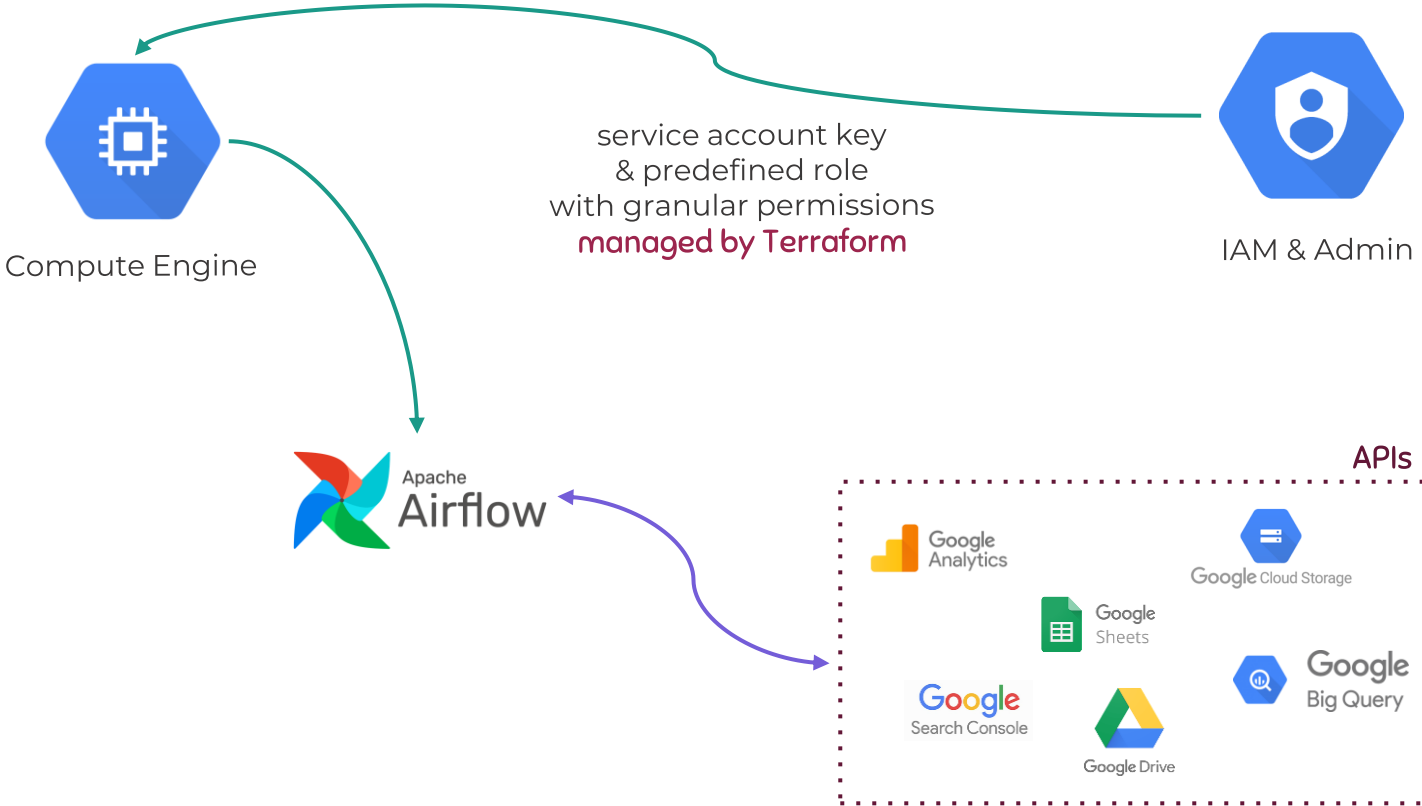 service account key
& predefined role
with granular permissions
managed by Terraform
Compute Engine
IAM & Admin
Apache
Airflow
APIs
Google
Analytics
Google Cloud Storage
Google
Sheets
Google
Big Query
Google
Search Console
Google Drive